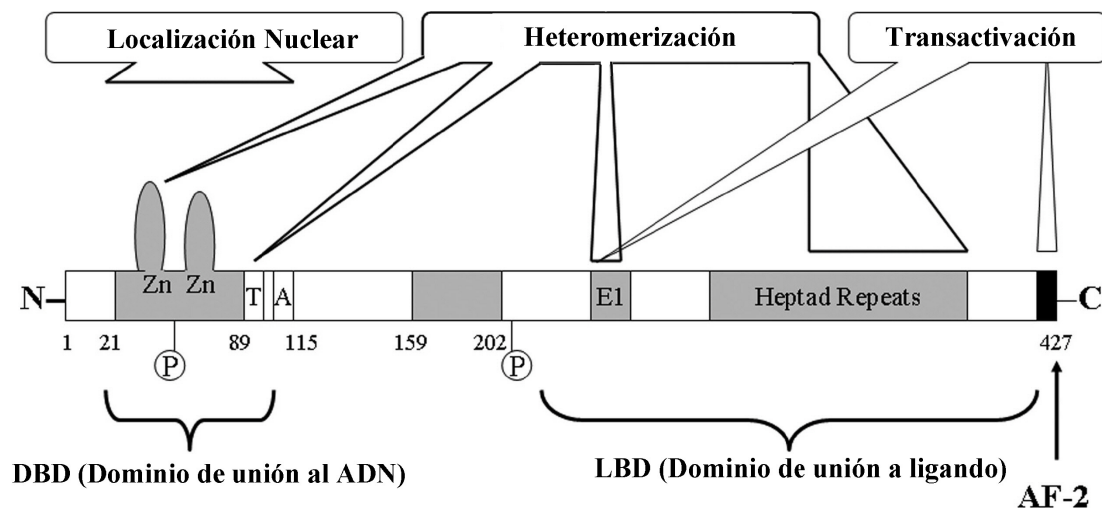 Localización Nuclear
Heteromerización
Transactivación
Zn Zn
N
T
A
E1
Heptad Repeats
C
1 21 89 115 159 202 427
P
P
DBD (Dominio de unión al ADN)
LBD (Dominio de unión a ligando)
AF-2